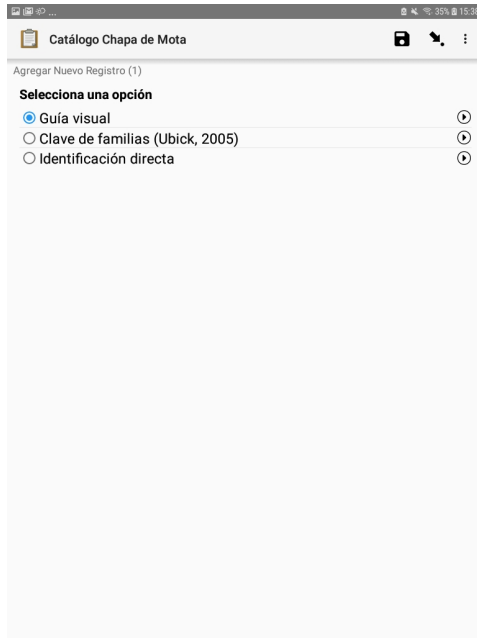 ... 35% 15:38
Catálogo Chapa de Mota
Agregar Nuevo Registro (1)
Selecciona una opción
Guía visual
Clave de familias (Ubick, 2005)
Identificación directa